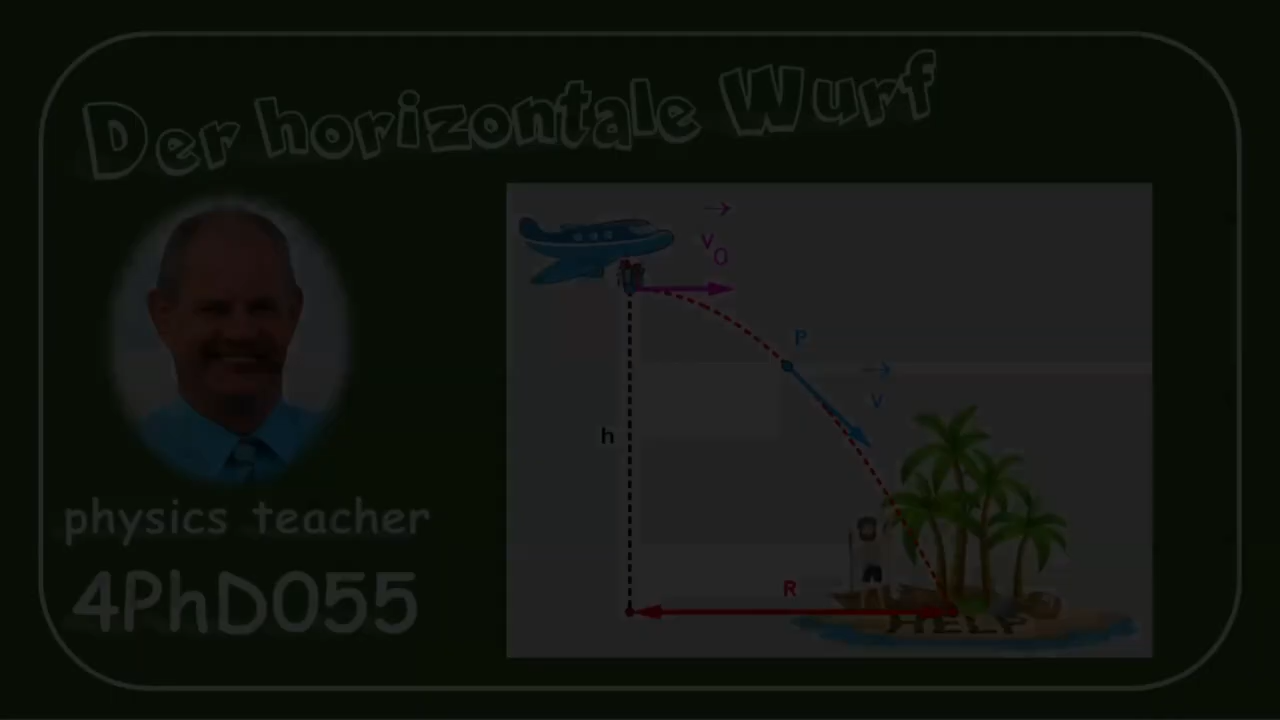 Der horizontale Wurf
v0
P
v
h
R
HELP
physics teacher
4PhD055